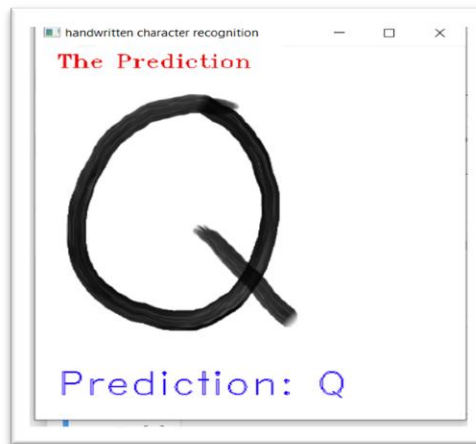 handwritten character recognition
The Prediction
Q
Prediction: Q